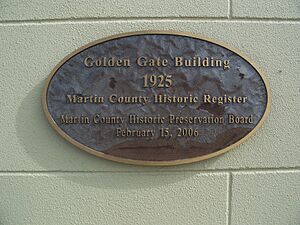 Golden Gate Building
1925
Martin County Historic Register
Martin County Historic Preservation Board
February 15, 2006